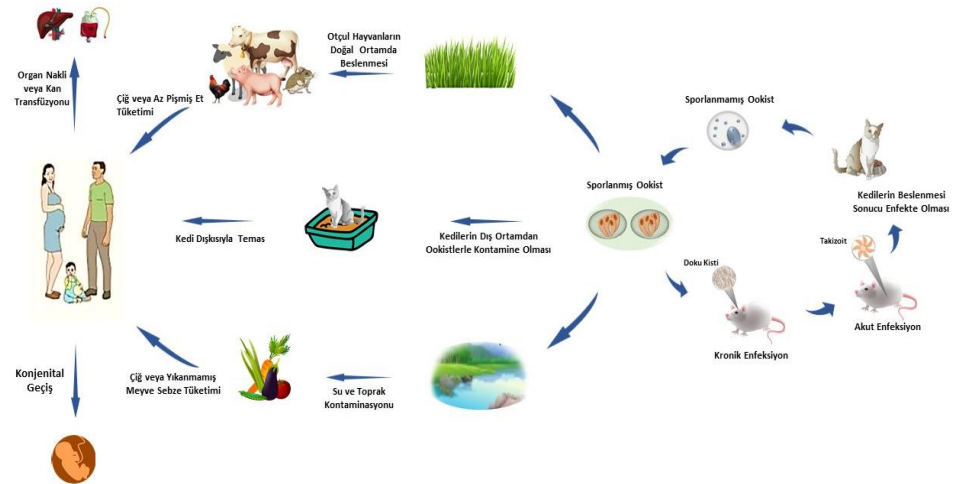 Organ Nakli
veya Kan
Transfüzyonu
Çiğ veya Az Pişmiş Et
Tüketimi
Otçul Hayvanların
Doğal Ortamda
Beslenmesi
Sporlanmamış Ookist
Kedilerin Beslenmesi
Sonucu Enfekte Olması
Sporlanmış Ookist
Kedi Dışkısıyla Temas
Kedilerin Dış Ortamdan
Ookistlerle Kontamine Olması
Takizoit
Doku Kisti
Akut Enfeksiyon
Kronik Enfeksiyon
Konjenital
Geçiş
Çiğ veya Yıkanmamış
Meyve Sebze Tüketimi
Su ve Toprak
Kontaminasyonu